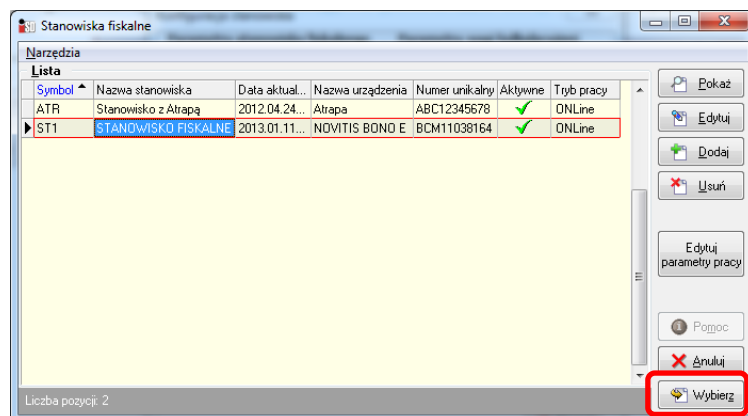 Stanowiska fiskalne
Narzędzia
Lista
Symbol Nazwa stanowiska Data aktual... Nazwa urządzenia Numer unikalny Aktywne Tryb pracy
ATR Stanowisko z Atrapą 2012.04.24... Atrapa ABC12345678 ONLine
ST1 STANOWISKO FISKALNE 2013.01.11... NOVITIS BONO E BCM11038164 ONLine
Pokaż
Edytuj
Dodaj
Usuń
Edytuj
parametry pracy
Pomoc
Anuluj
Wybierz
Liczba pozycji: 2